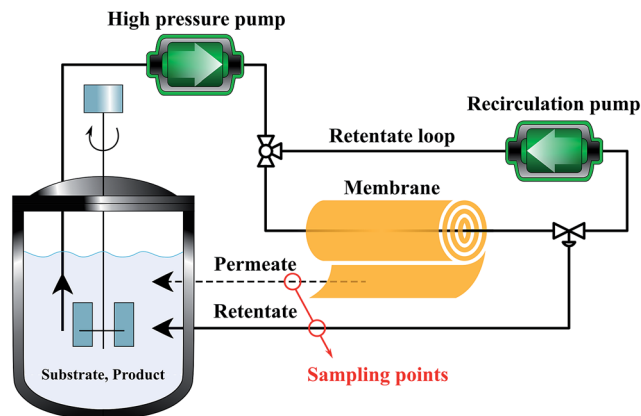 High pressure pump
Recirculation pump
Retentate loop
Membrane
Permeate
Retentate
Substrate, Product
Sampling points